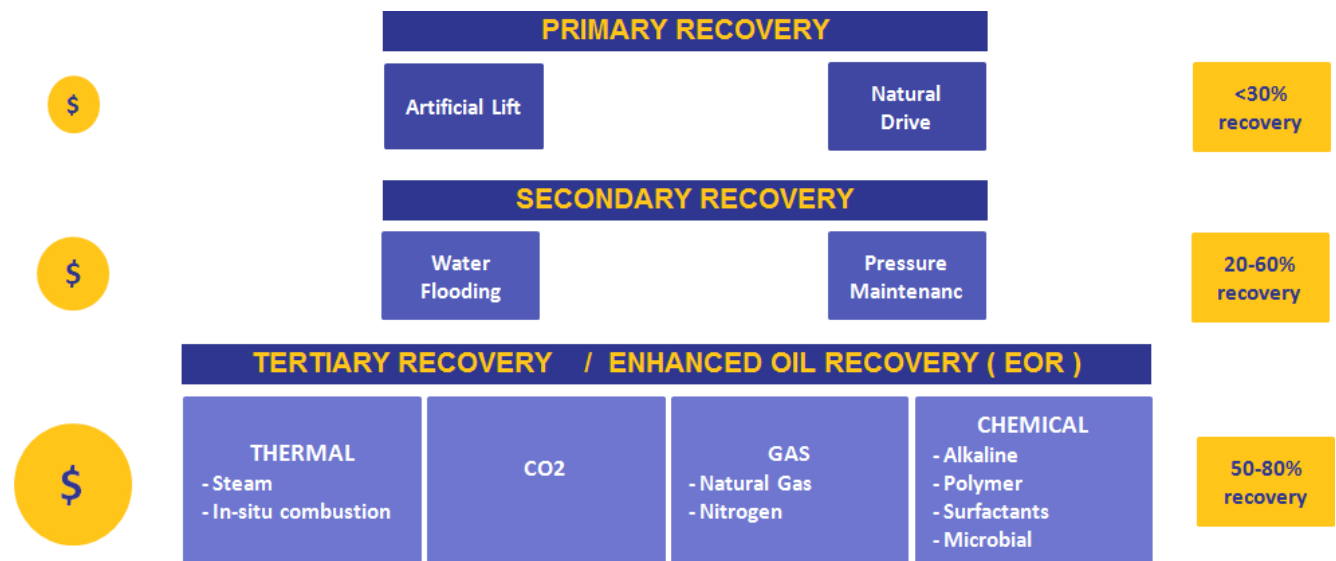 PRIMARY RECOVERY
$
Artificial Lift
Natural
Drive
<30%
recovery
SECONDARY RECOVERY
$
Water
Flooding
Pressure
Maintenanc
20-60%
recovery
TERTIARY RECOVERY / ENHANCED OIL RECOVERY ( EOR )
$
THERMAL
- Steam
- In-situ combustion
CO2
GAS
- Natural Gas
- Nitrogen
CHEMICAL
- Alkaline
- Polymer
- Surfactants
- Microbial
50-80%
recovery